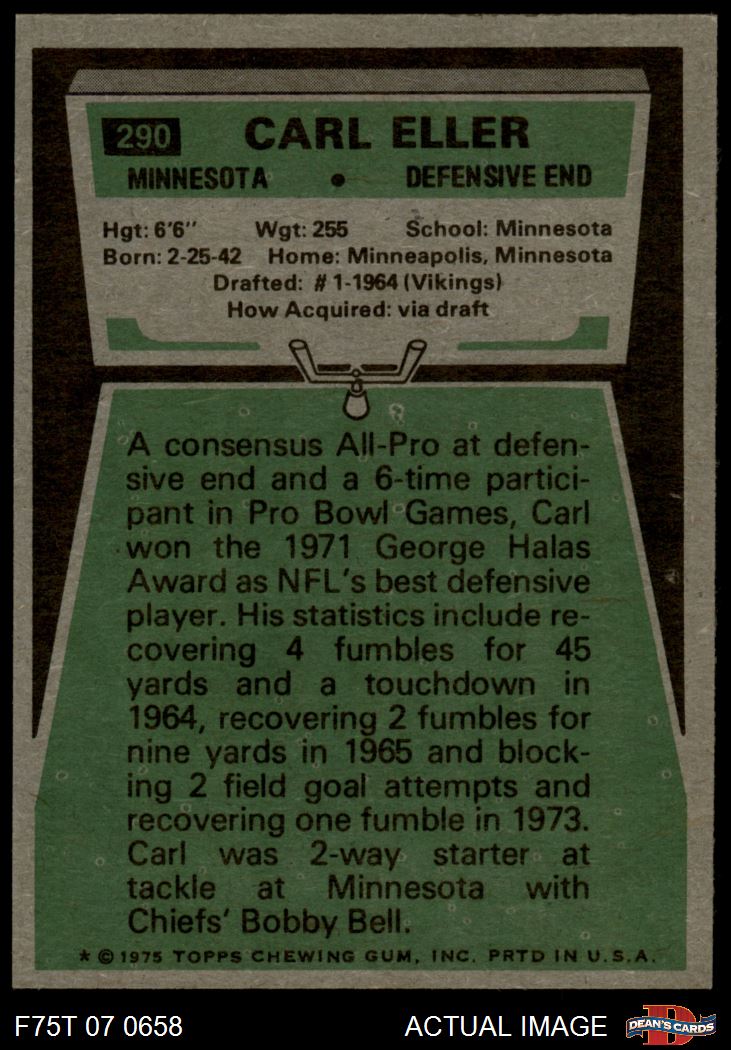 290 CARL ELLER
MINNESOTA • DEFENSIVE END
Hgt: 6'6" Wgt: 255 School: Minnesota
Born: 2-25-42 Home: Minneapolis, Minnesota
Drafted: #1-1964 (Vikings)
How Acquired: via draft
A consensus All-Pro at defen-
sive end and a 6-time partici-
pant in Pro Bowl Games, Carl
won the 1971 George Halas
Award as NFL's best defensive
player. His statistics include re-
covering 4 fumbles for 45
yards and a touchdown in
1964, recovering 2 fumbles for
nine yards in 1965 and block-
ing 2 field goal attempts and
recovering one fumble in 1973.
Carl was 2-way starter at
tackle at Minnesota with
Chiefs' Bobby Bell.
* © 1975 TOPPS CHEWING GUM, INC. PRTD IN U.S.A.
F75T 07 0658 ACTUAL IMAGE D DEAN'S CARDS